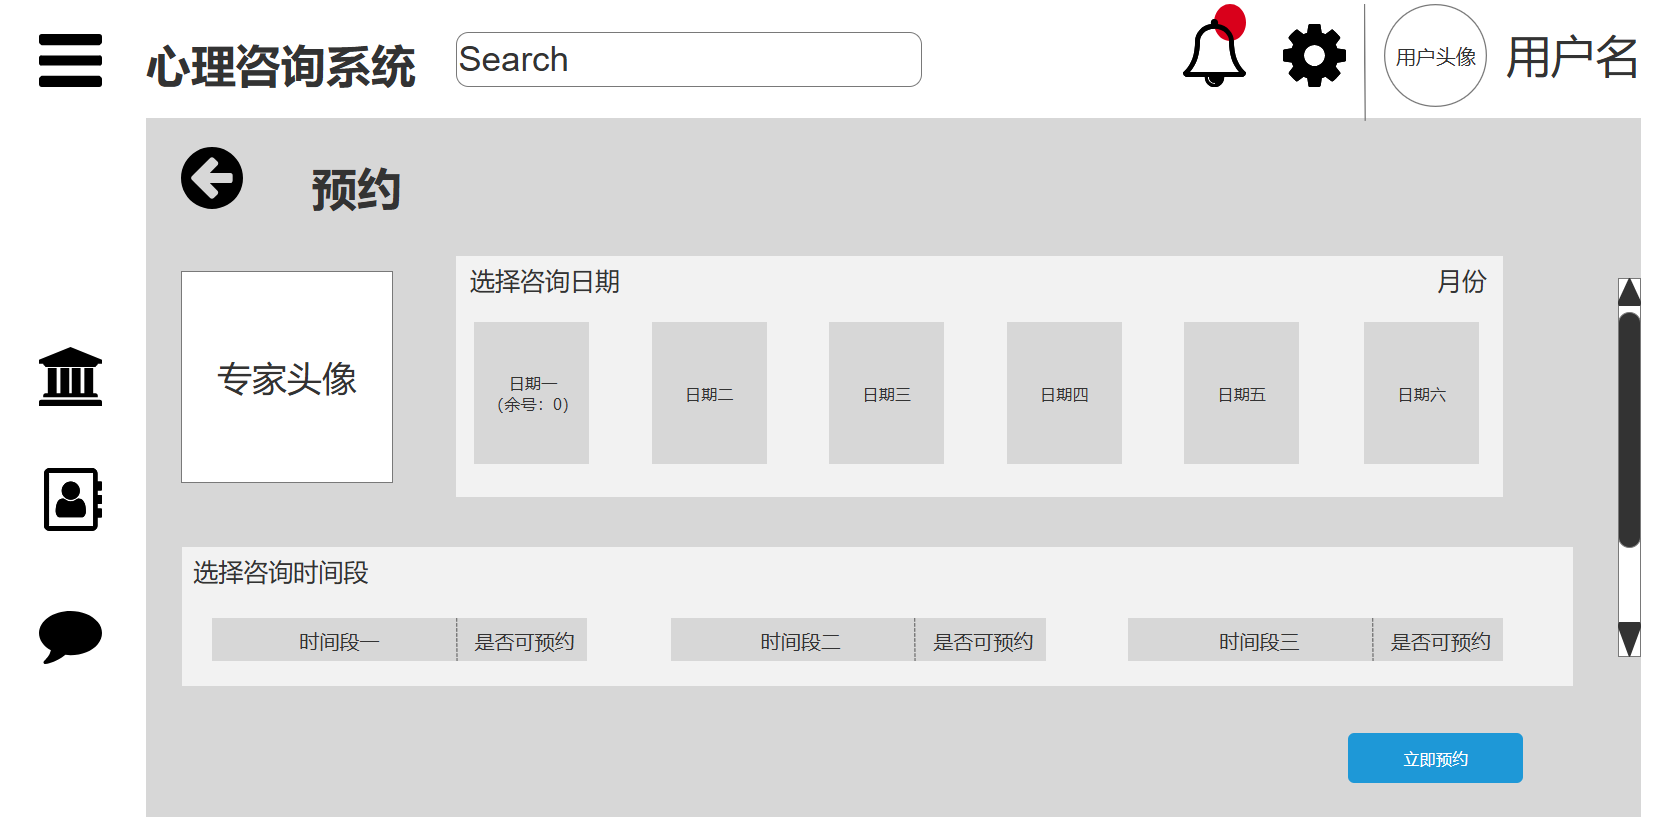 心理咨询系统
Search
用户头像
用户名
预约
专家头像
选择咨询日期
月份
日期一
（余号：0）
日期二
日期三
日期四
日期五
日期六
选择咨询时间段
时间段一
是否可预约
时间段二
是否可预约
时间段三
是否可预约
立即预约